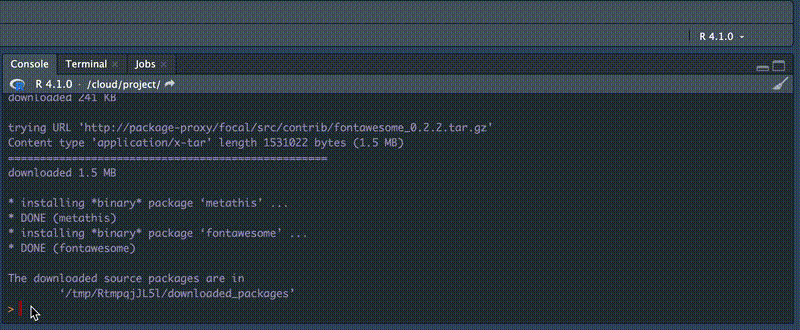 R 4.1.0
Console Terminal × Jobs ×
R 4.1.0 · /cloud/project/
downloaded 241 KB
trying URL 'http://package-proxy/focal/src/contrib/fontawesome_0.2.2.tar.gz'
Content type 'application/x-tar' length 1531022 bytes (1.5 MB)
==================================================
downloaded 1.5 MB
* installing *binary* package ‘metathis’ ...
* DONE (metathis)
* installing *binary* package ‘fontawesome’ ...
* DONE (fontawesome)
The downloaded source packages are in
‘/tmp/RtmpqjJL5l/downloaded_packages’
>